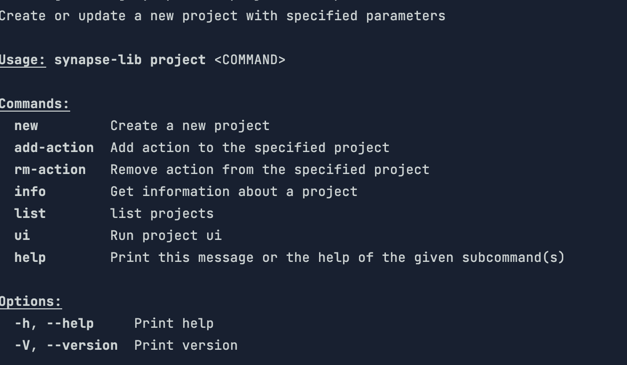 Create or update a new project with specified parameters
Usage: synapse-lib project <COMMAND>
Commands:
new Create a new project
add-action Add action to the specified project
rm-action Remove action from the specified project
info Get information about a project
list list projects
ui Run project ui
help Print this message or the help of the given subcommand(s)
Options:
-h, --help Print help
-V, --version Print version